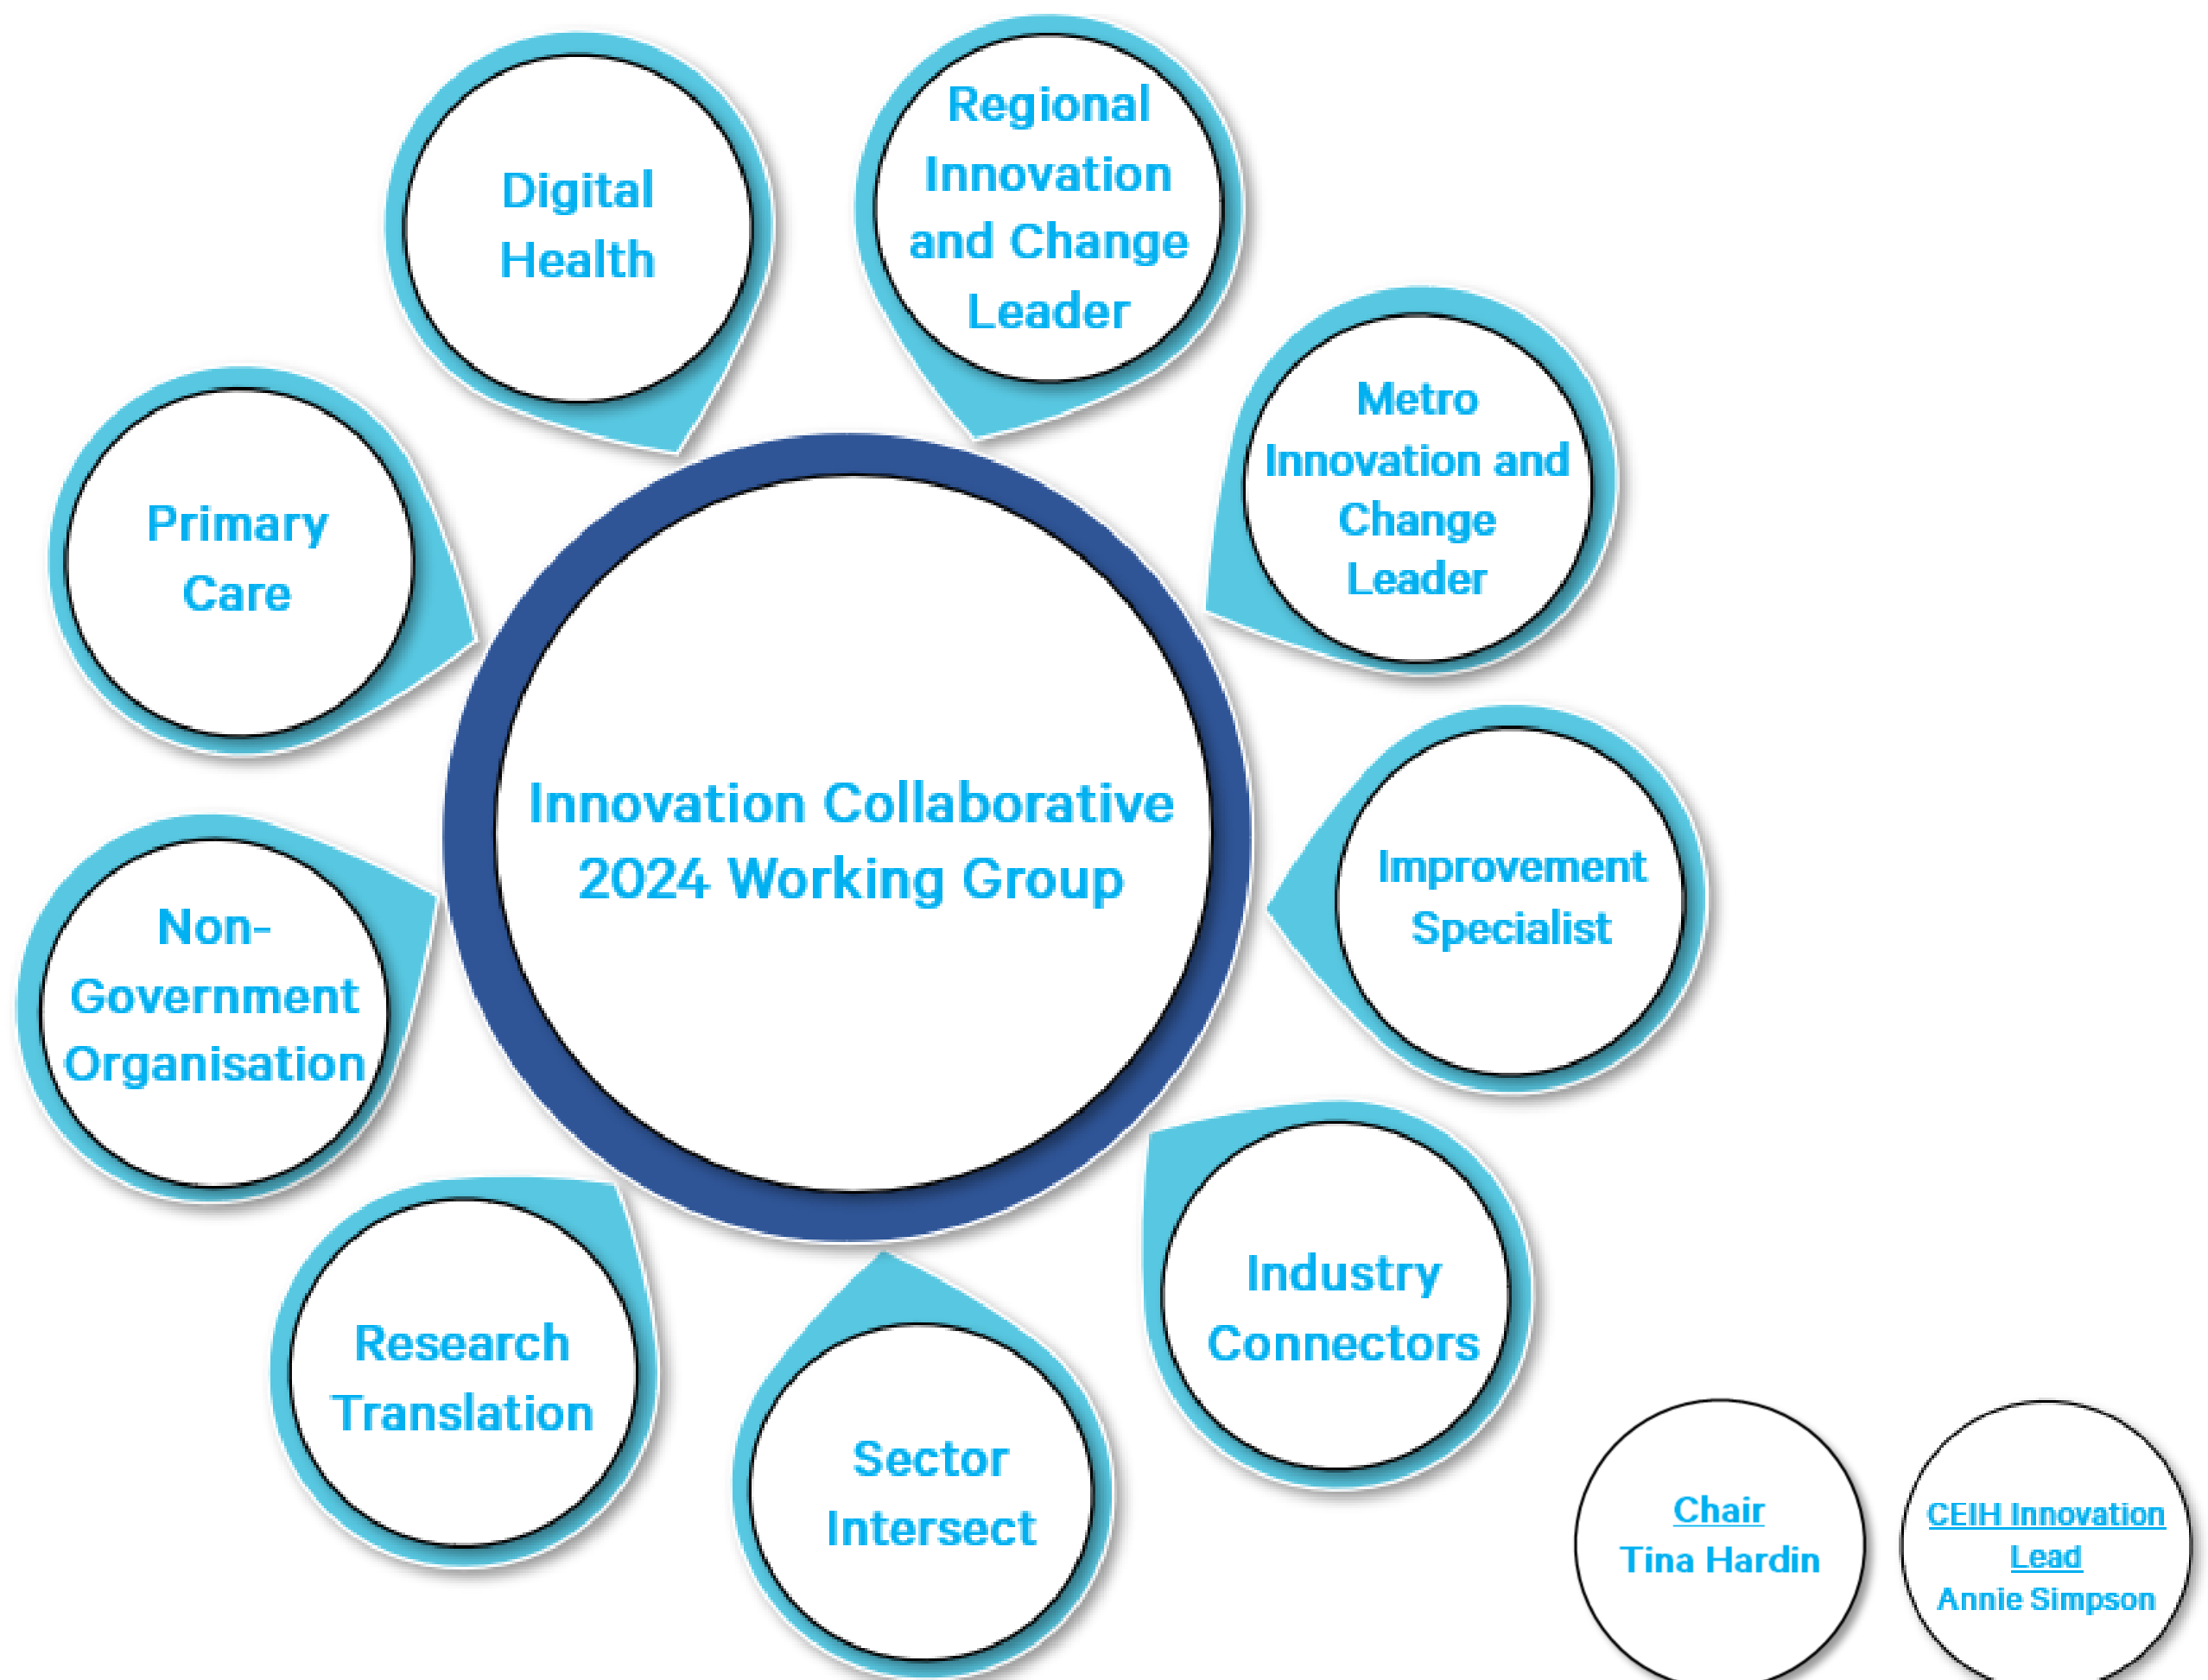 Regional
Innovation
and Change
Leader
Digital
Health
Metro
Innovation and
Change
Leader
Primary
Care
Innovation Collaborative
2024 Working Group
Improvement
Specialist
Non-
Government
Organisation
Industry
Connectors
Research
Translation
Sector
Intersect
Chair
Tina Hardin
CEIH Innovation
Lead
Annie Simpson